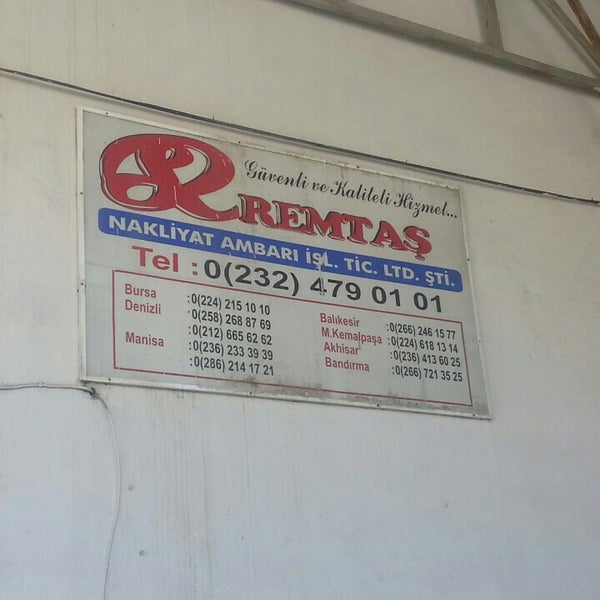 Güvenli ve Kaliteli Hizmet...
R REMTAŞ
NAKLİYAT AMBARI İŞL. TİC. LTD. ŞTİ.
Tel : 0(232) 479 01 01
Bursa :0(224) 215 10 10
Denizli :0(258) 268 87 69
:0(212) 665 62 62
Manisa :0(236) 233 39 39
:0(286) 214 17 21
Balıkesir :0(266) 246 15 77
M.Kemalpaşa :0(224) 618 13 14
Akhisar :0(236) 413 60 25
Bandırma :0(266) 721 35 25